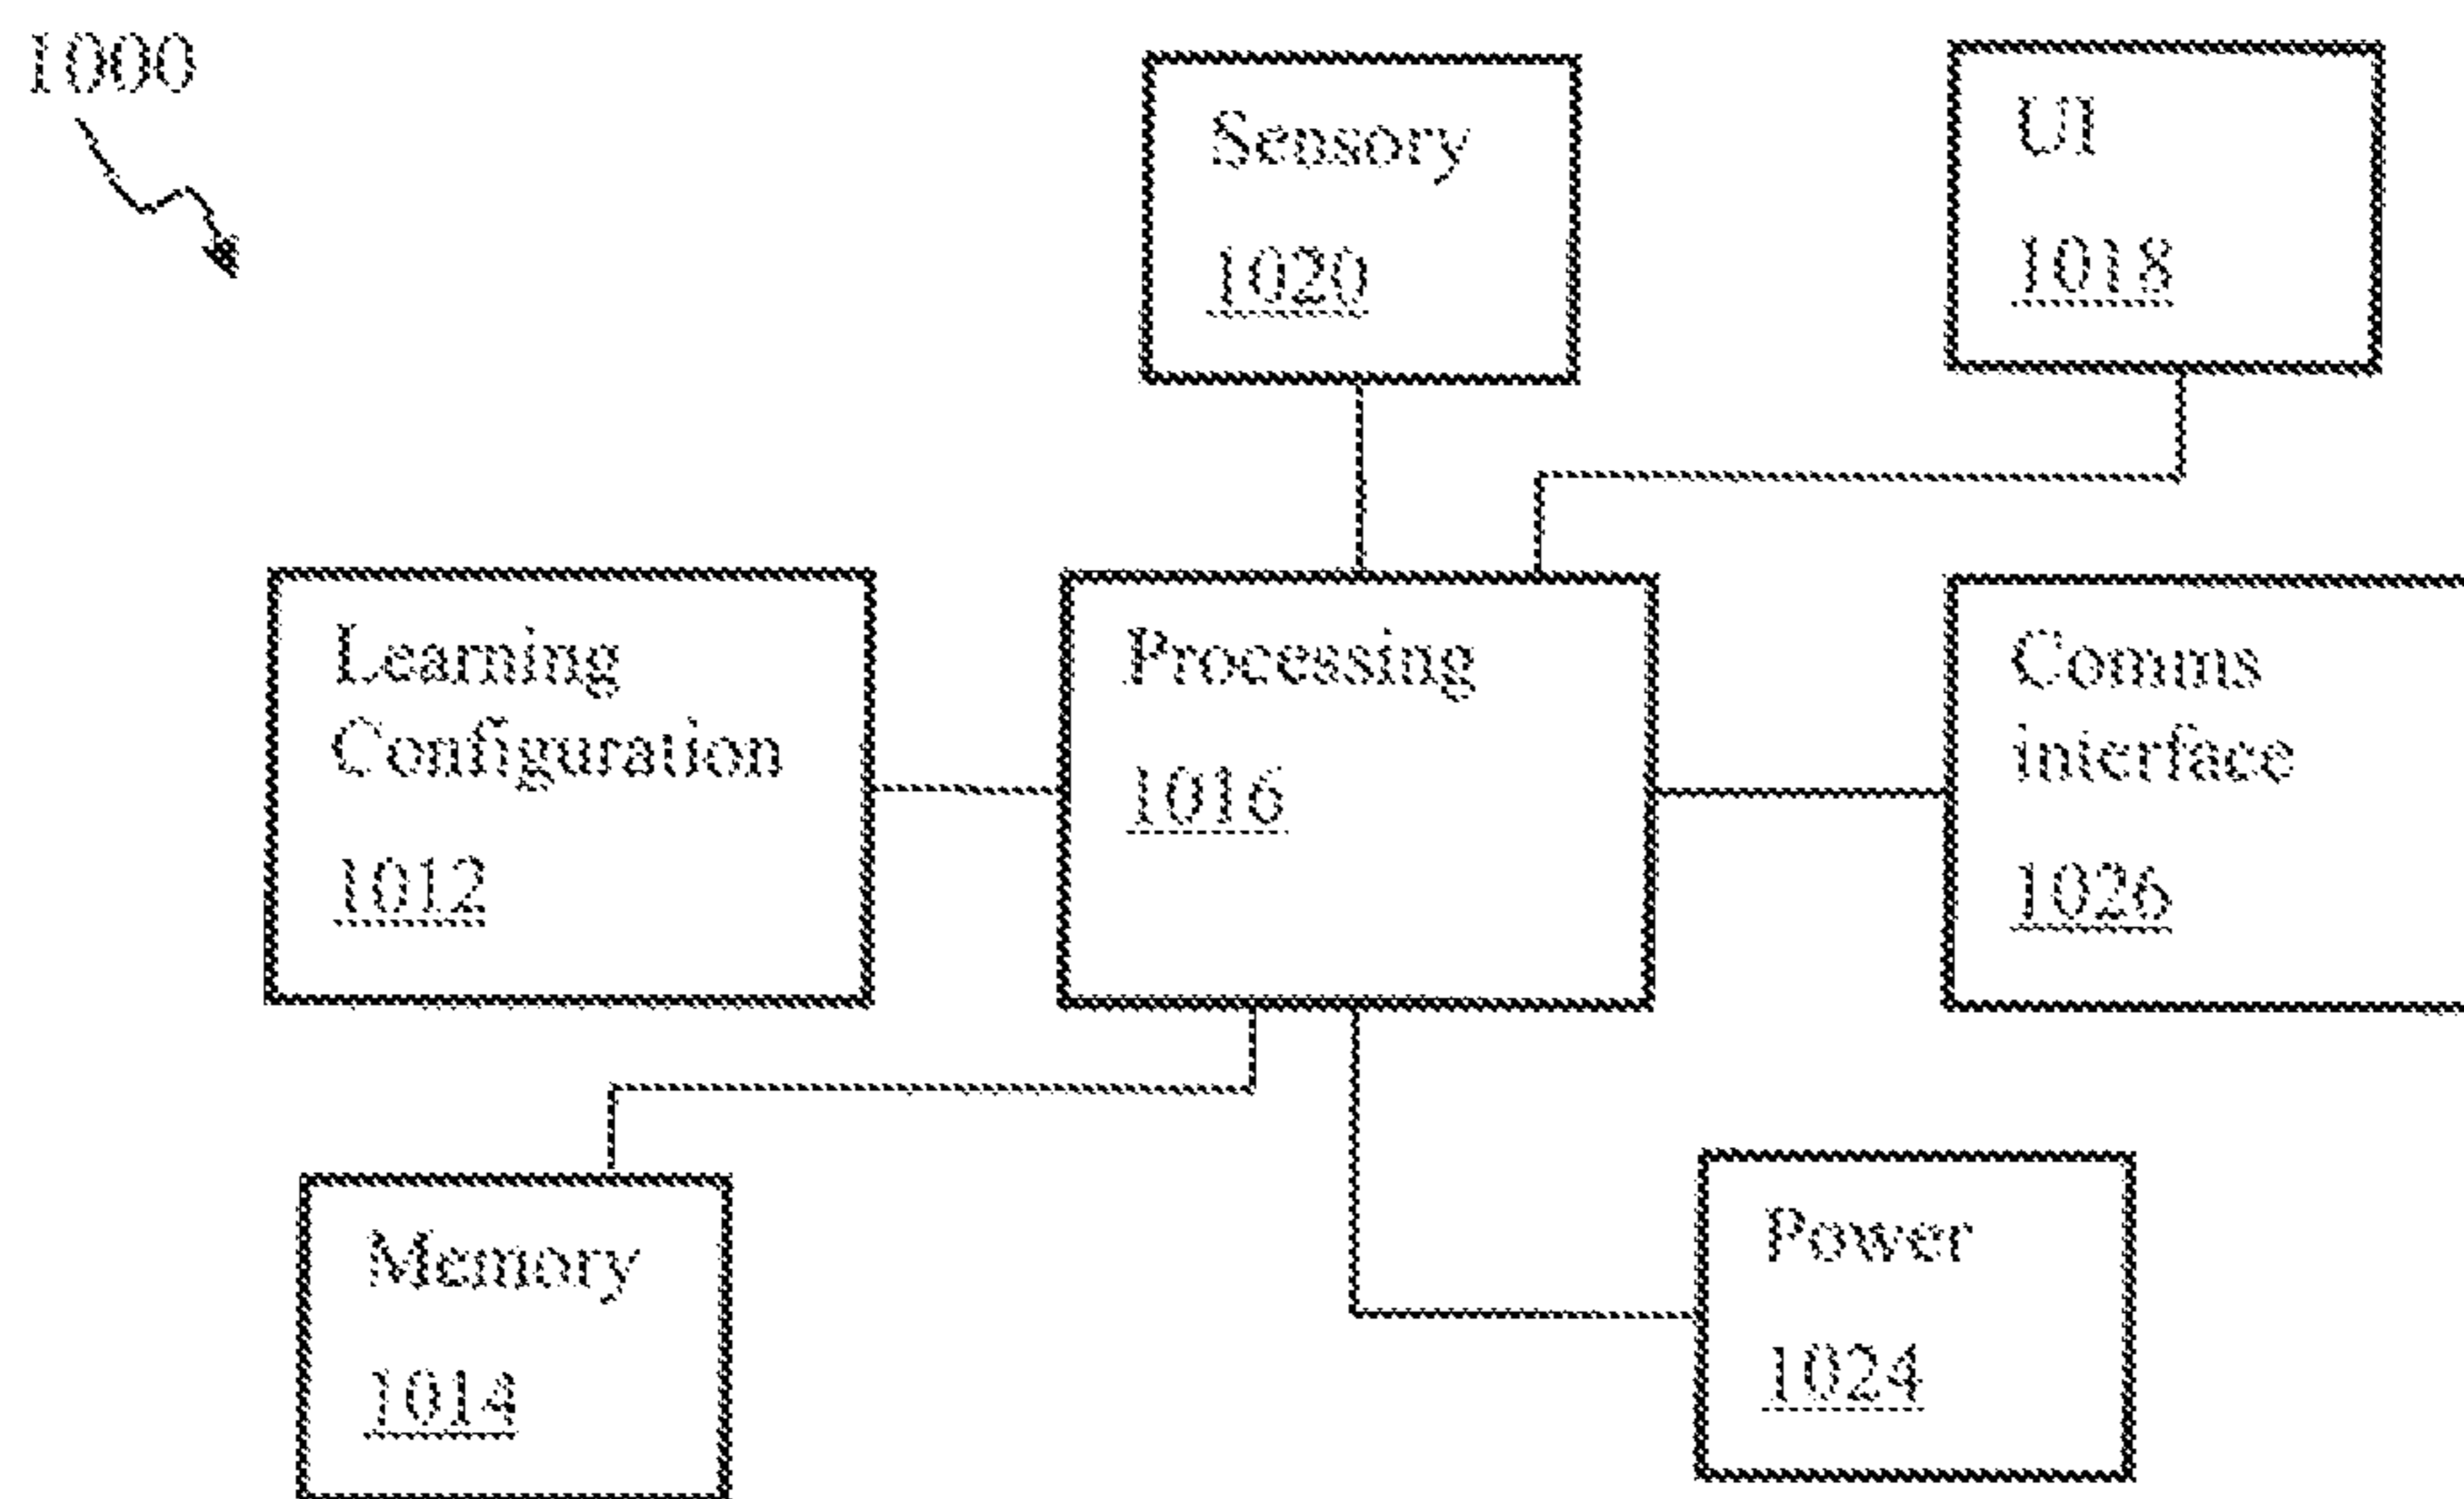 1000
Sensory
1020
UI
1018
Learning
Configuration
1012
Processing
1016
Comms
interface
1026
Memory
1014
Power
1024